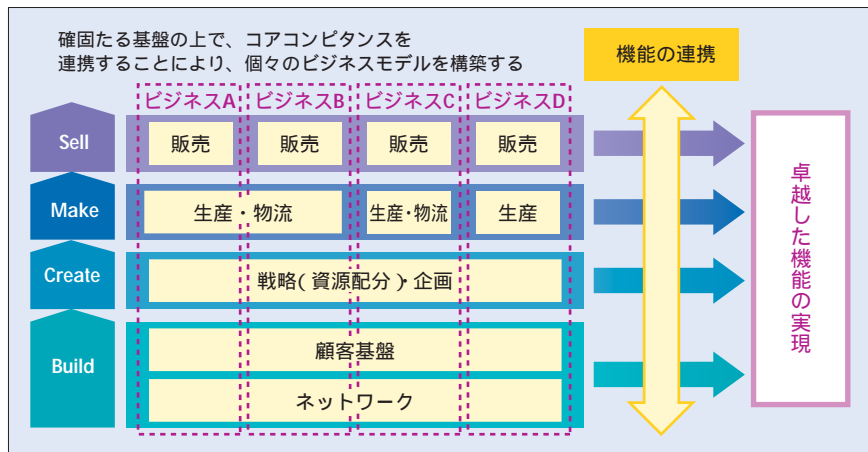 確固たる基盤の上で、コアコンピタンスを
連携することにより、個々のビジネスモデルを構築する
機能の連携
ビジネスA ビジネスB ビジネスC ビジネスD
Sell 販売 販売 販売 販売
Make 生産・物流 生産・物流 生産
Create 戦略(資源配分)・企画
Build 顧客基盤
ネットワーク
卓越した機能の実現